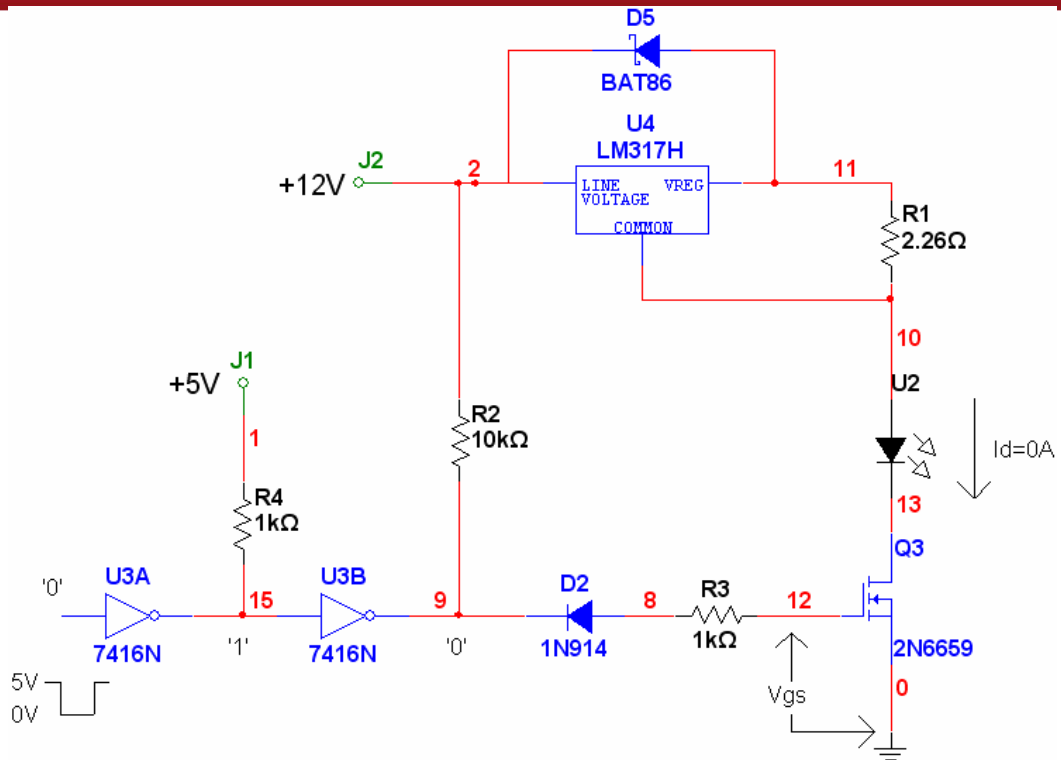 D5
BAT86
U4
LM317H
J2
+12V
2
LINE VREG
VOLTAGE
COMMON
11
R1
2.26Ω
10
J1
+5V
1
R2
10kΩ
U2
Id=0A
13
R4
1kΩ
Q3
'0'
U3A
15
U3B
9
D2
8
R3
12
7416N
'1'
7416N
'0'
1N914
1kΩ
2N6659
5V
0V
Vgs
0